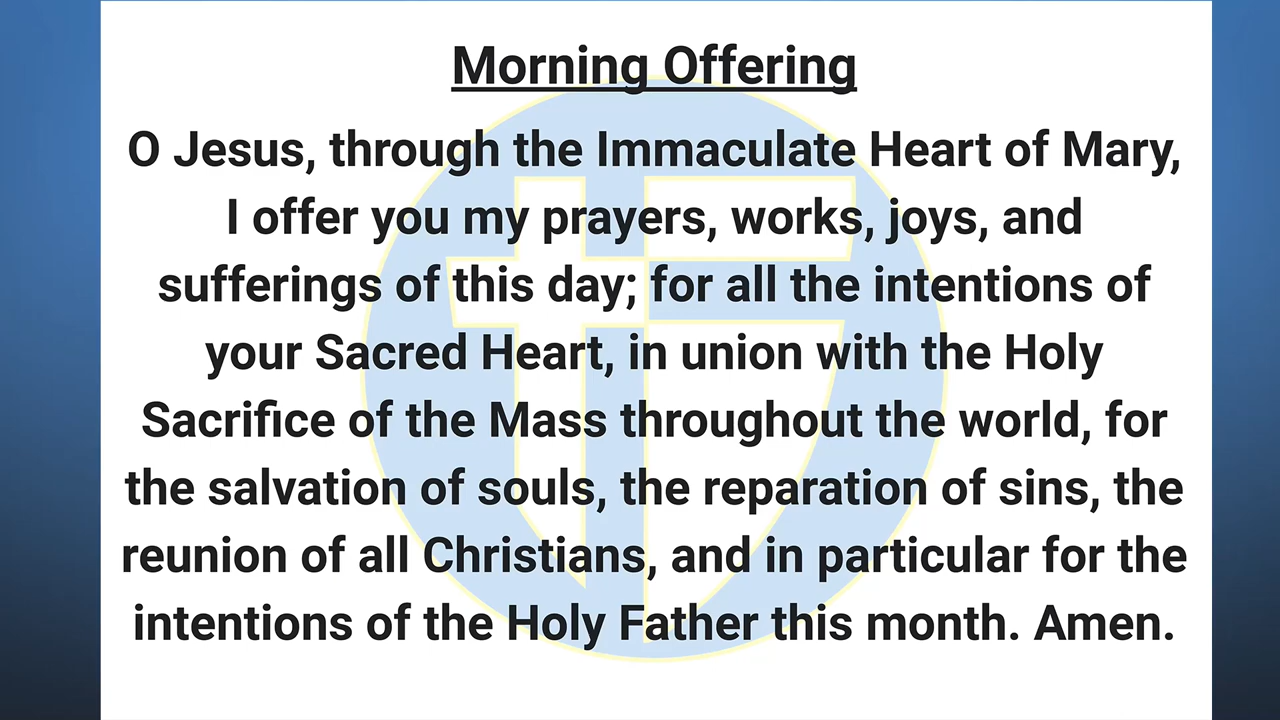 Morning Offering
O Jesus, through the Immaculate Heart of Mary,
I offer you my prayers, works, joys, and
sufferings of this day; for all the intentions of
your Sacred Heart, in union with the Holy
Sacrifice of the Mass throughout the world, for
the salvation of souls, the reparation of sins, the
reunion of all Christians, and in particular for the
intentions of the Holy Father this month. Amen.